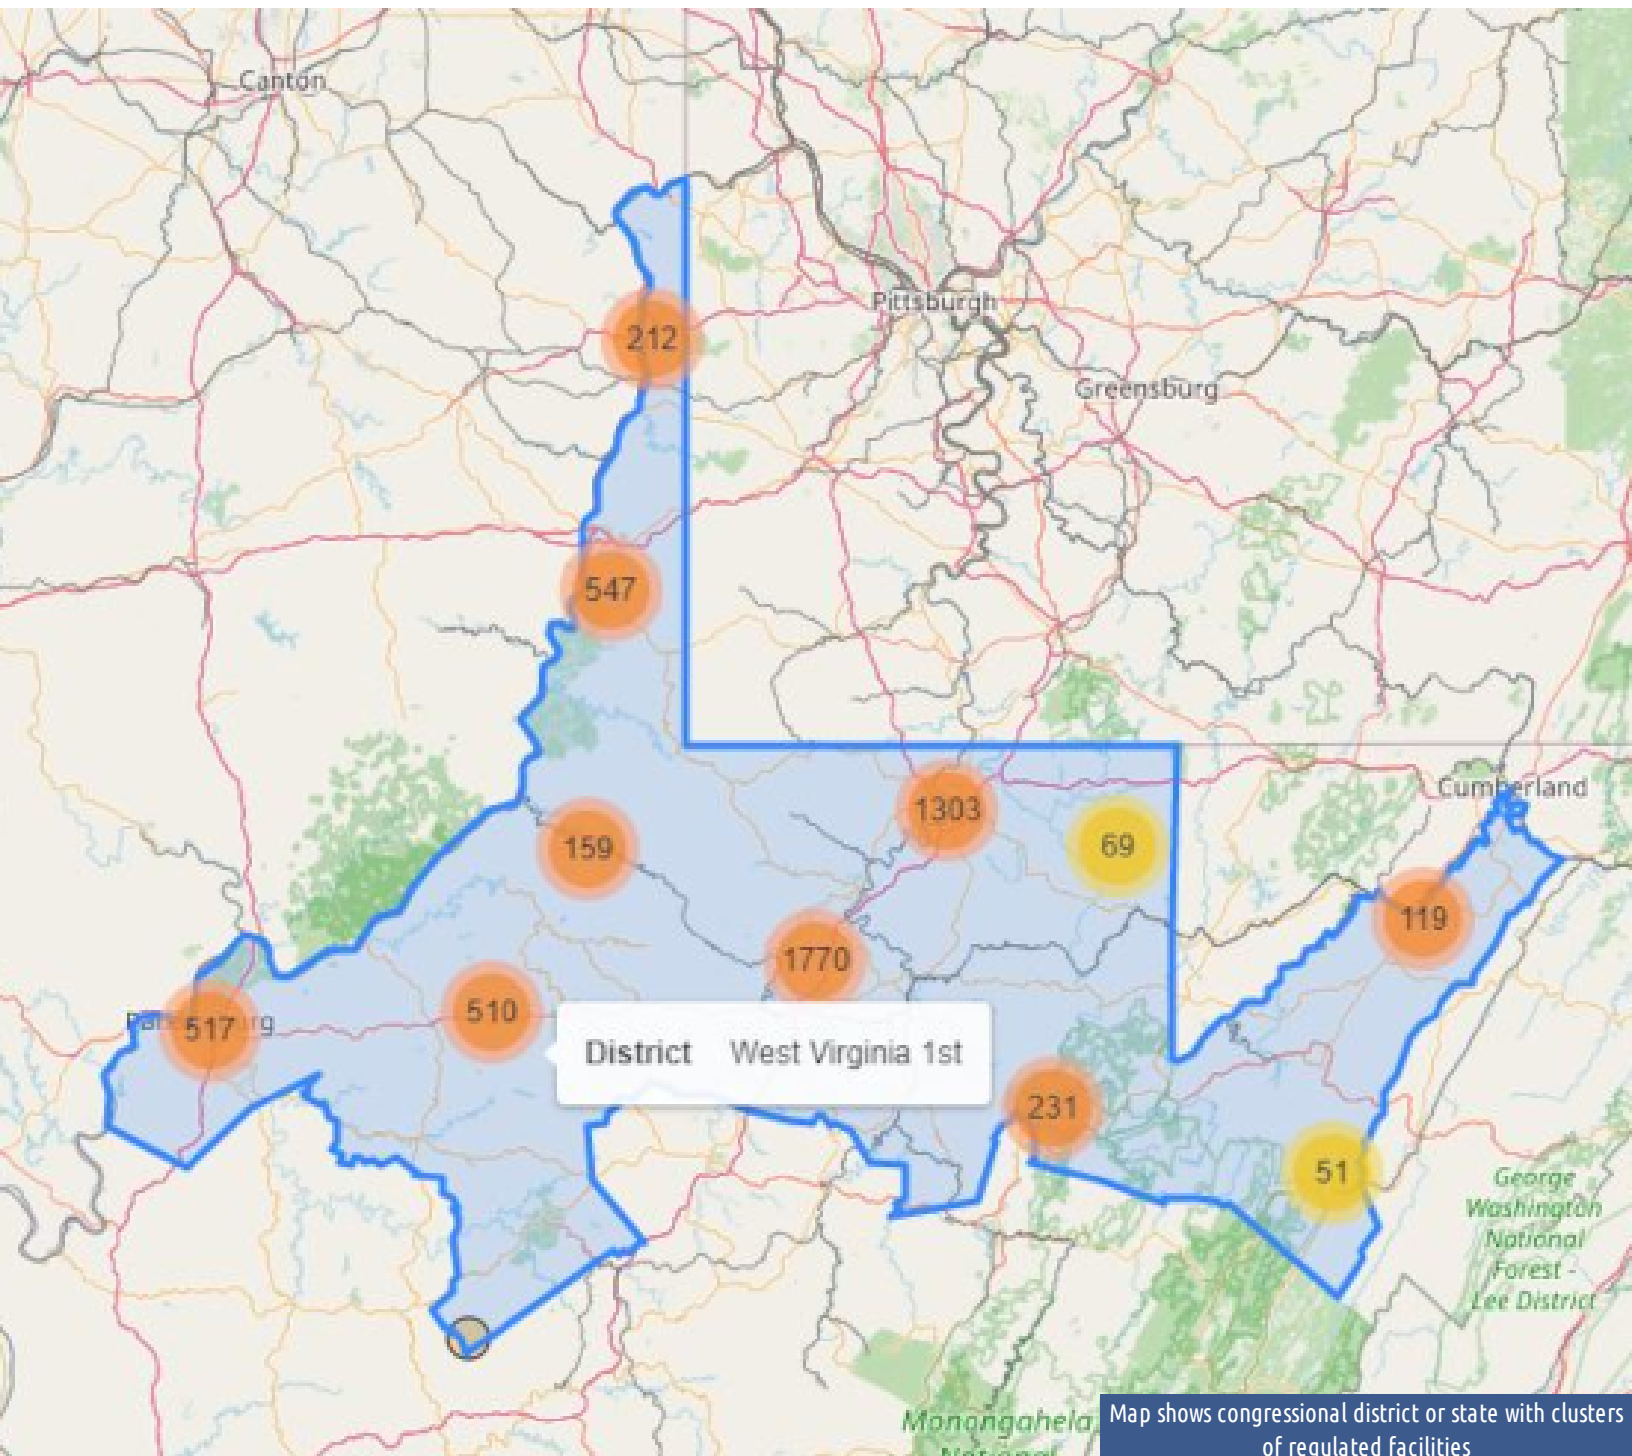 Canton
Pittsburgh
212
Greensburg
547
Cumberland
1303
69
159
119
1770
510
517
District West Virginia 1st
231
51
George
Washington
National
Forest -
Lee District
Monongahela
National
Map shows congressional district or state with clusters
of regulated facilities